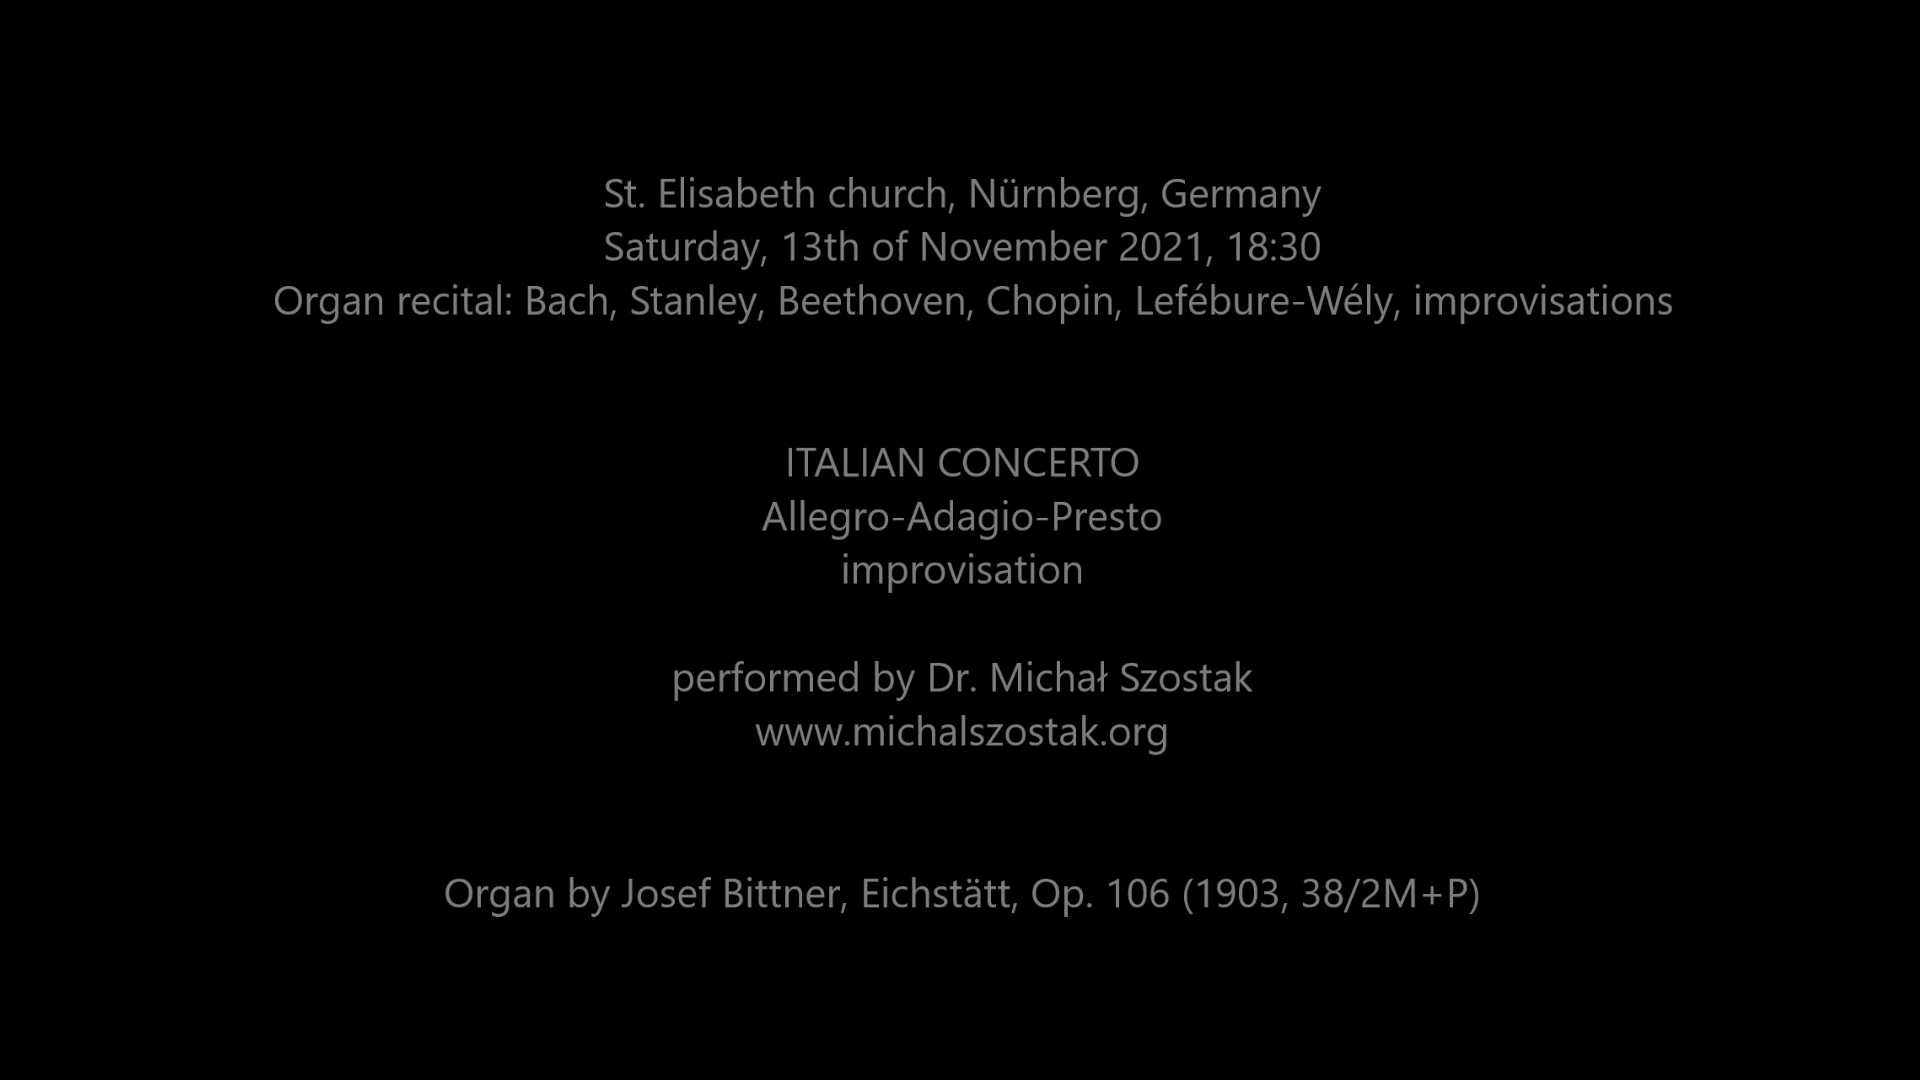 St. Elisabeth church, Nürnberg, Germany
Saturday, 13th of November 2021, 18:30
Organ recital: Bach, Stanley, Beethoven, Chopin, Lefébure-Wély, improvisations
ITALIAN CONCERTO
Allegro-Adagio-Presto
improvisation
performed by Dr. Michał Szostak
www.michalszostak.org
Organ by Josef Bittner, Eichstätt, Op. 106 (1903, 38/2M+P)